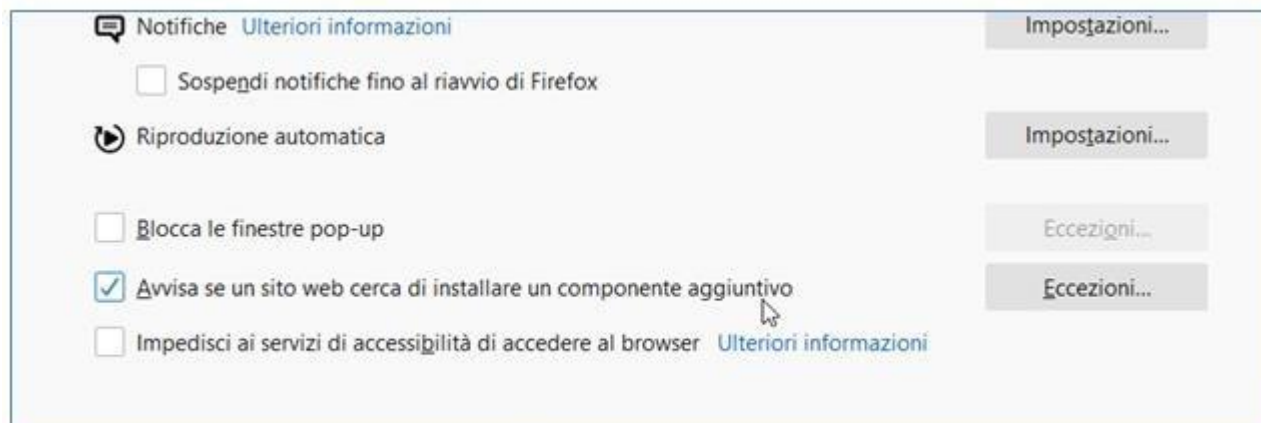 Notifiche Ulteriori informazioni Impostazioni...
Sospendi notifiche fino al riavvio di Firefox
Riproduzione automatica Impostazioni...
Blocca le finestre pop-up Eccezioni...
Avvisa se un sito web cerca di installare un componente aggiuntivo Eccezioni...
Impedisci ai servizi di accessibilità di accedere al browser Ulteriori informazioni